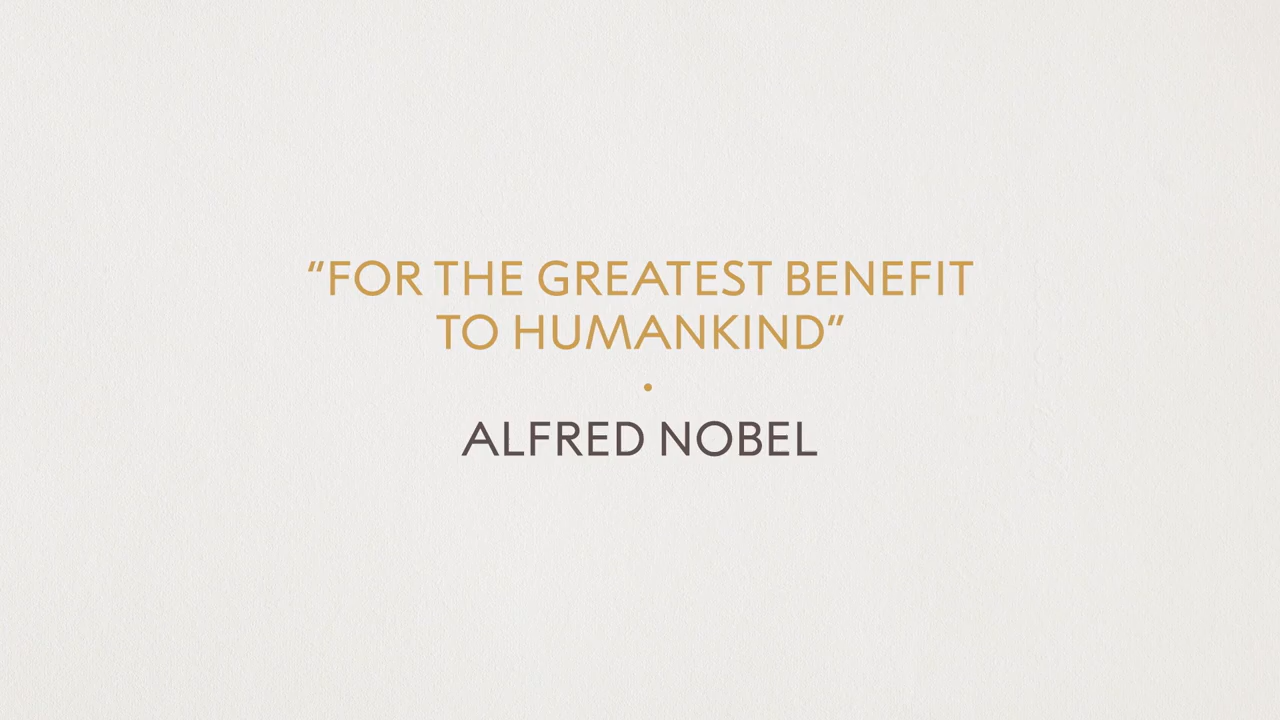 “FOR THE GREATEST BENEFIT
TO HUMANKIND”
•
ALFRED NOBEL